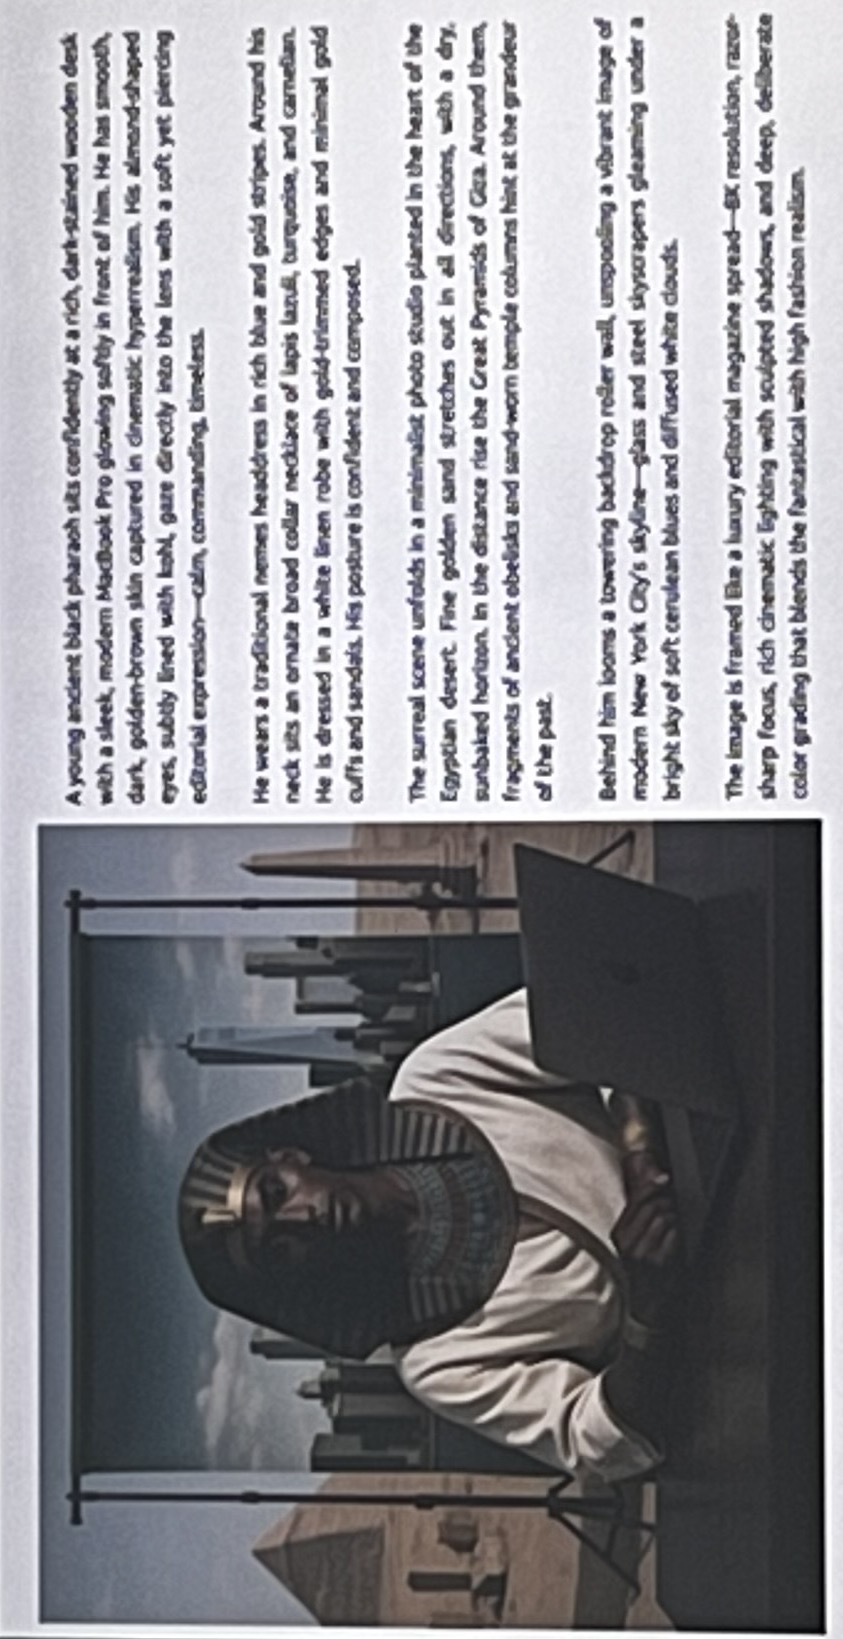 A young ancient black pharaoh sits confidently at a rich, dark-stained wooden desk
with a sleek, modern MacBook Pro glowing softly in front of him. He has smooth,
dark, golden-brown skin captured in cinematic hyperrealism. His almond-shaped
eyes, subtly lined with kohl, gaze directly into the lens with a soft yet piercing
editorial expression—calm, commanding, timeless.
He wears a traditional nemes headdress in rich blue and gold stripes. Around his
neck sits an ornate broad collar necklace of lapis lazuli, turquoise, and carnelian.
He is dressed in a white linen robe with gold-trimmed edges and minimal gold
cuffs and sandals. His posture is confident and composed.
The surreal scene unfolds in a minimalist photo studio planted in the heart of the
Egyptian desert. Fine golden sand stretches out in all directions, with a dry,
sunbaked horizon. In the distance rise the Great Pyramids of Giza. Around them,
fragments of ancient obelisks and sand-worn temple columns hint at the grandeur
of the past.
Behind him looms a towering backdrop roller wall, unspooling a vibrant image of
modern New York City's skyline—glass and steel skyscrapers gleaming under a
bright sky of soft cerulean blues and diffused white clouds.
The image is framed like a luxury editorial magazine spread—8K resolution, razor-
sharp focus, rich cinematic lighting with sculpted shadows, and deep, deliberate
color grading that blends the fantastical with high fashion realism.